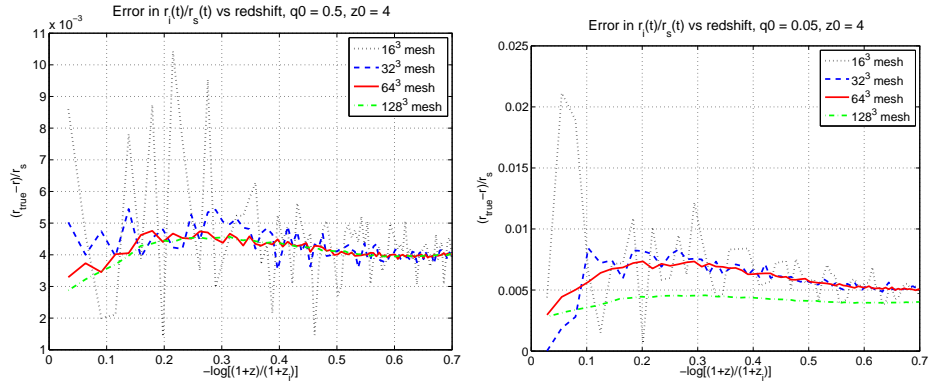 Error in r_i(t)/r_s(t) vs redshift, q0 = 0.5, z0 = 4
x 10^-3
11
10
9
8
7
6
5
4
3
2
1
(r_true−r)/r_s
16^3 mesh
32^3 mesh
64^3 mesh
128^3 mesh
0 0.1 0.2 0.3 0.4 0.5 0.6 0.7
−log[(1+z)/(1+z_i)]
Error in r_i(t)/r_s(t) vs redshift, q0 = 0.05, z0 = 4
0.025
0.02
0.015
0.01
0.005
0
((r_true−r)/r_s
16^3 mesh
32^3 mesh
64^3 mesh
128^3 mesh
0 0.1 0.2 0.3 0.4 0.5 0.6 0.7
−log[(1+z)/(1+z_i)]